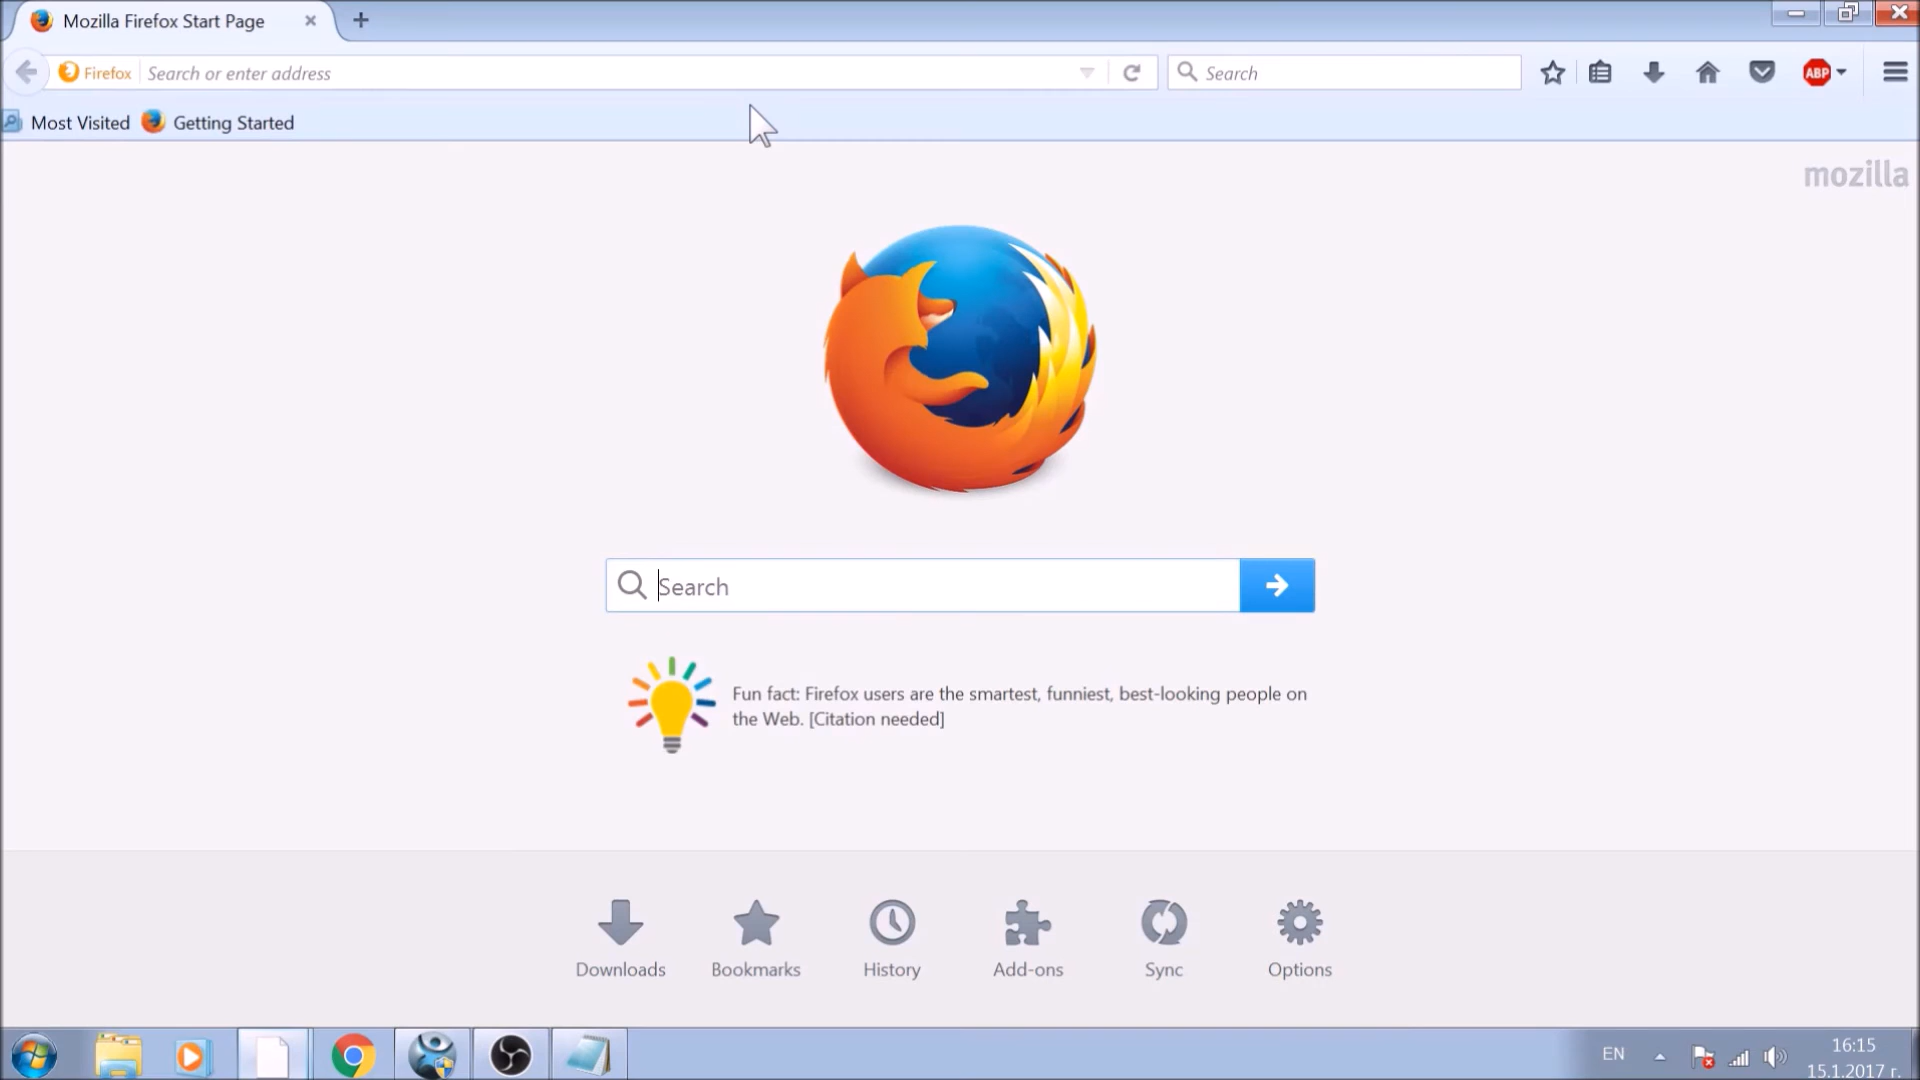 Mozilla Firefox Start Page
Firefox Search or enter address
Search
ABP
Most Visited Getting Started
mozilla
Search
Fun fact: Firefox users are the smartest, funniest, best-looking people on
the Web. [Citation needed]
Downloads Bookmarks History Add-ons Sync Options
EN
16:15
15.1.2017 г.